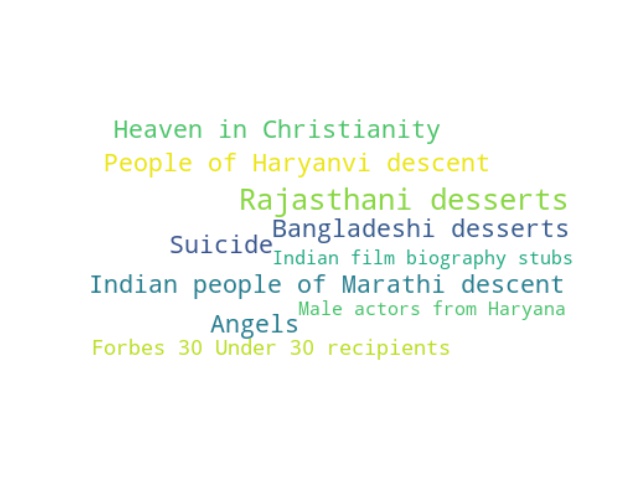 Heaven in Christianity
People of Haryanvi descent
Rajasthani desserts
Bangladeshi desserts
Suicide
Indian film biography stubs
Indian people of Marathi descent
Male actors from Haryana
Angels
Forbes 30 Under 30 recipients